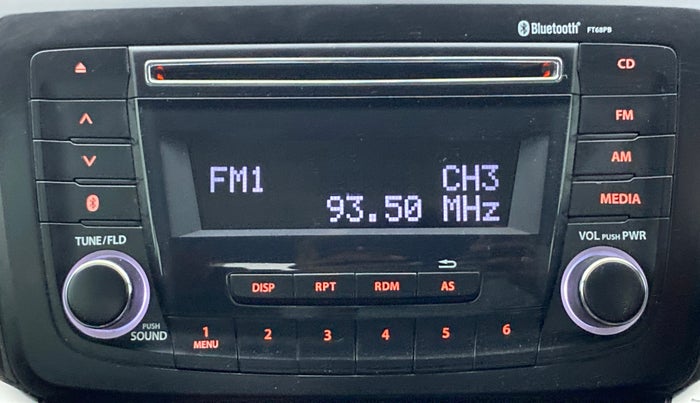 Bluetooth® FT68PB
CD
FM
AM
MEDIA
FM1 CH3
93.50 MHz
TUNE/FLD
VOL PUSH PWR
DISP RPT RDM AS
PUSH
SOUND
1 2 3 4 5 6
MENU